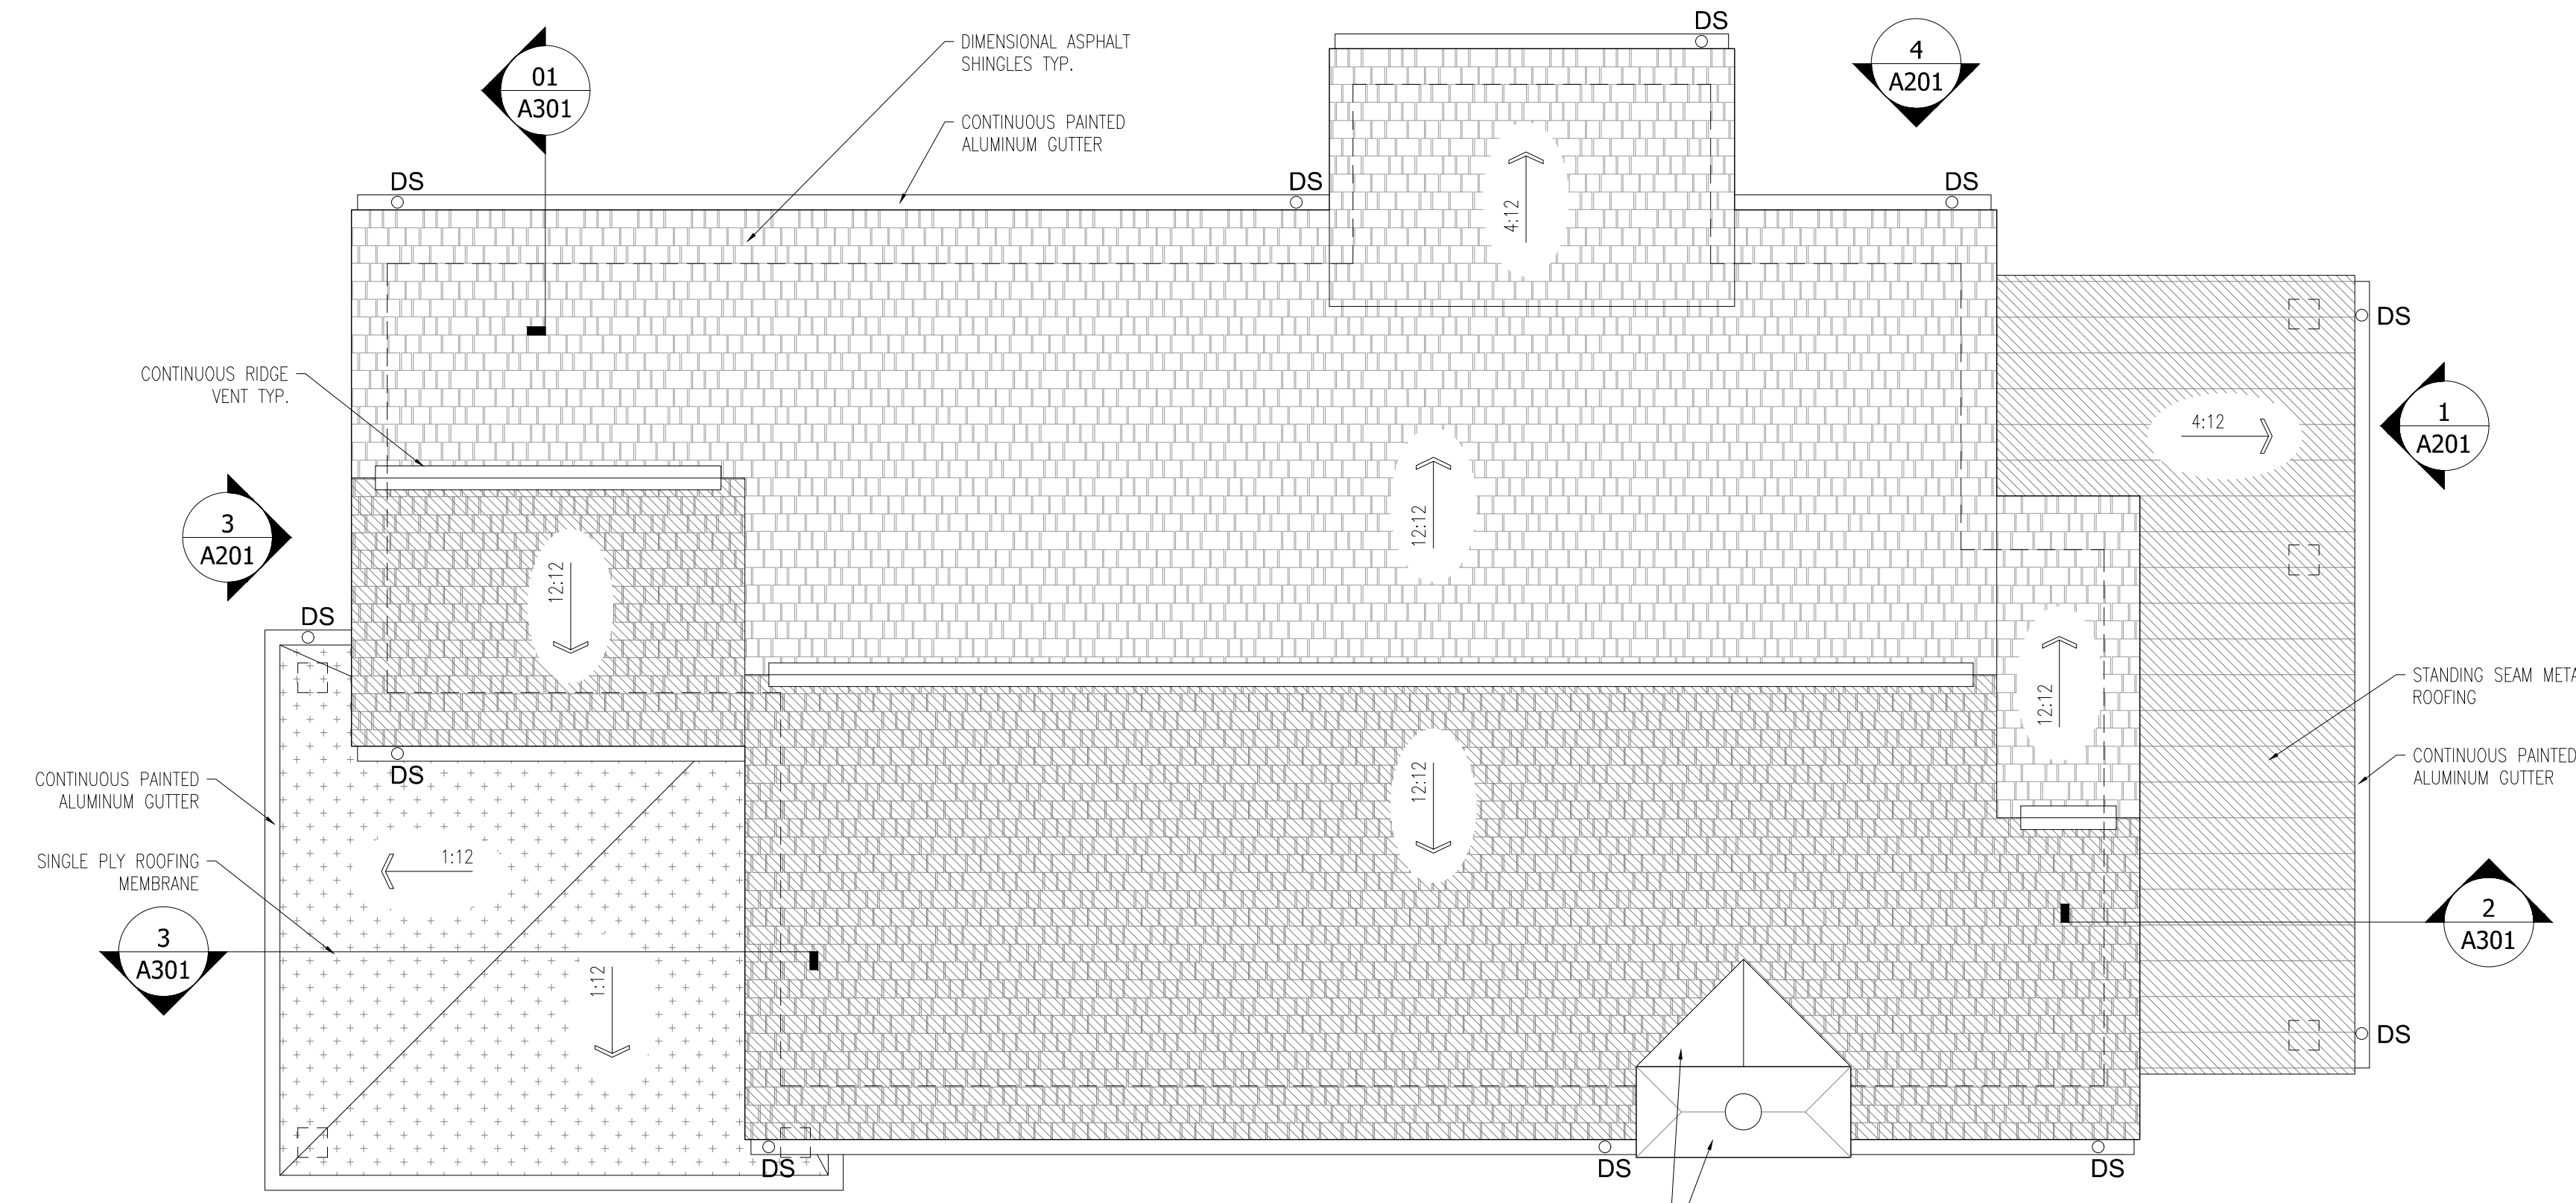 DS
4
A201
DIMENSIONAL ASPHALT
SHINGLES TYP.
01
A301
CONTINUOUS PAINTED
ALUMINUM GUTTER
DS
DS
DS
4:12
DS
CONTINUOUS RIDGE
VENT TYP.
4:12
1
A201
12:12
3
A201
12:12
DS
12:12
STANDING SEAM
ROOFING
CONTINUOUS PAINTED
ALUMINUM GUTTER
DS
12:12
CONTINUOUS PAINTED
ALUMINUM GUTTER
1:12
SINGLE PLY ROOFING
MEMBRANE
3
A301
2
A301
1:12
DS
DS
DS
DS